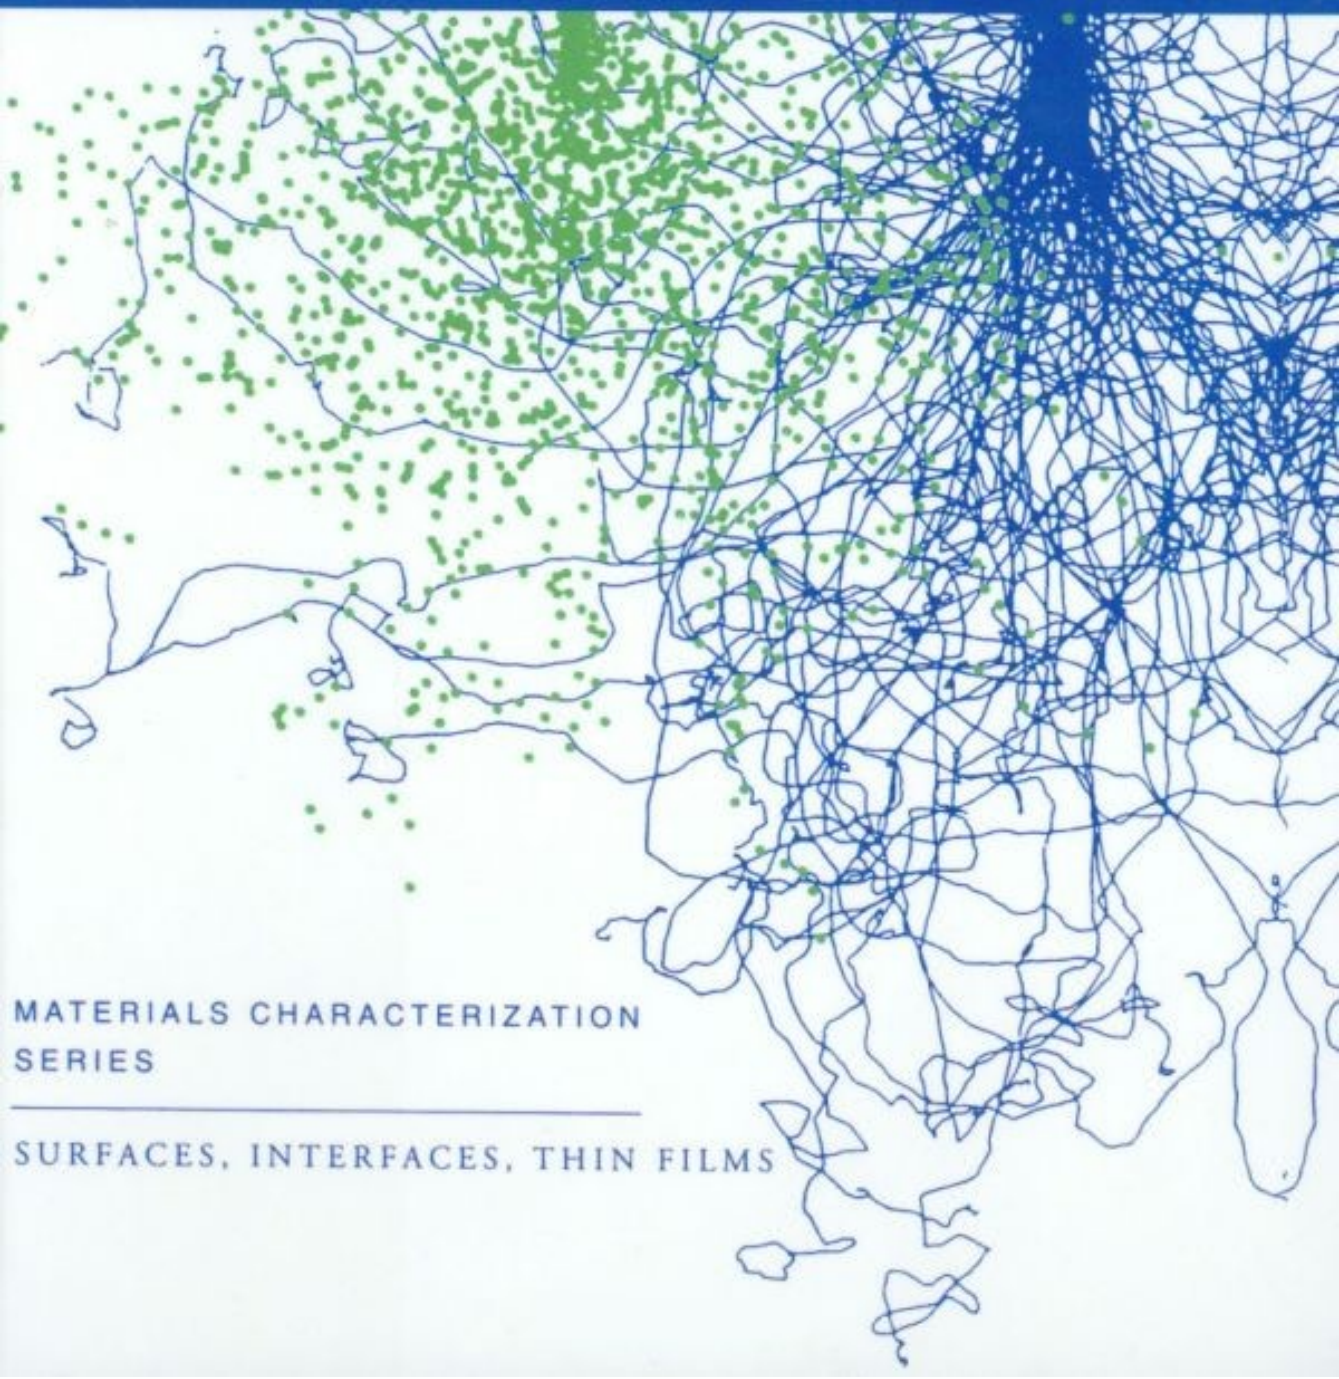 MATERIALS CHARACTERIZATION
SERIES
SURFACES, INTERFACES, THIN FILMS